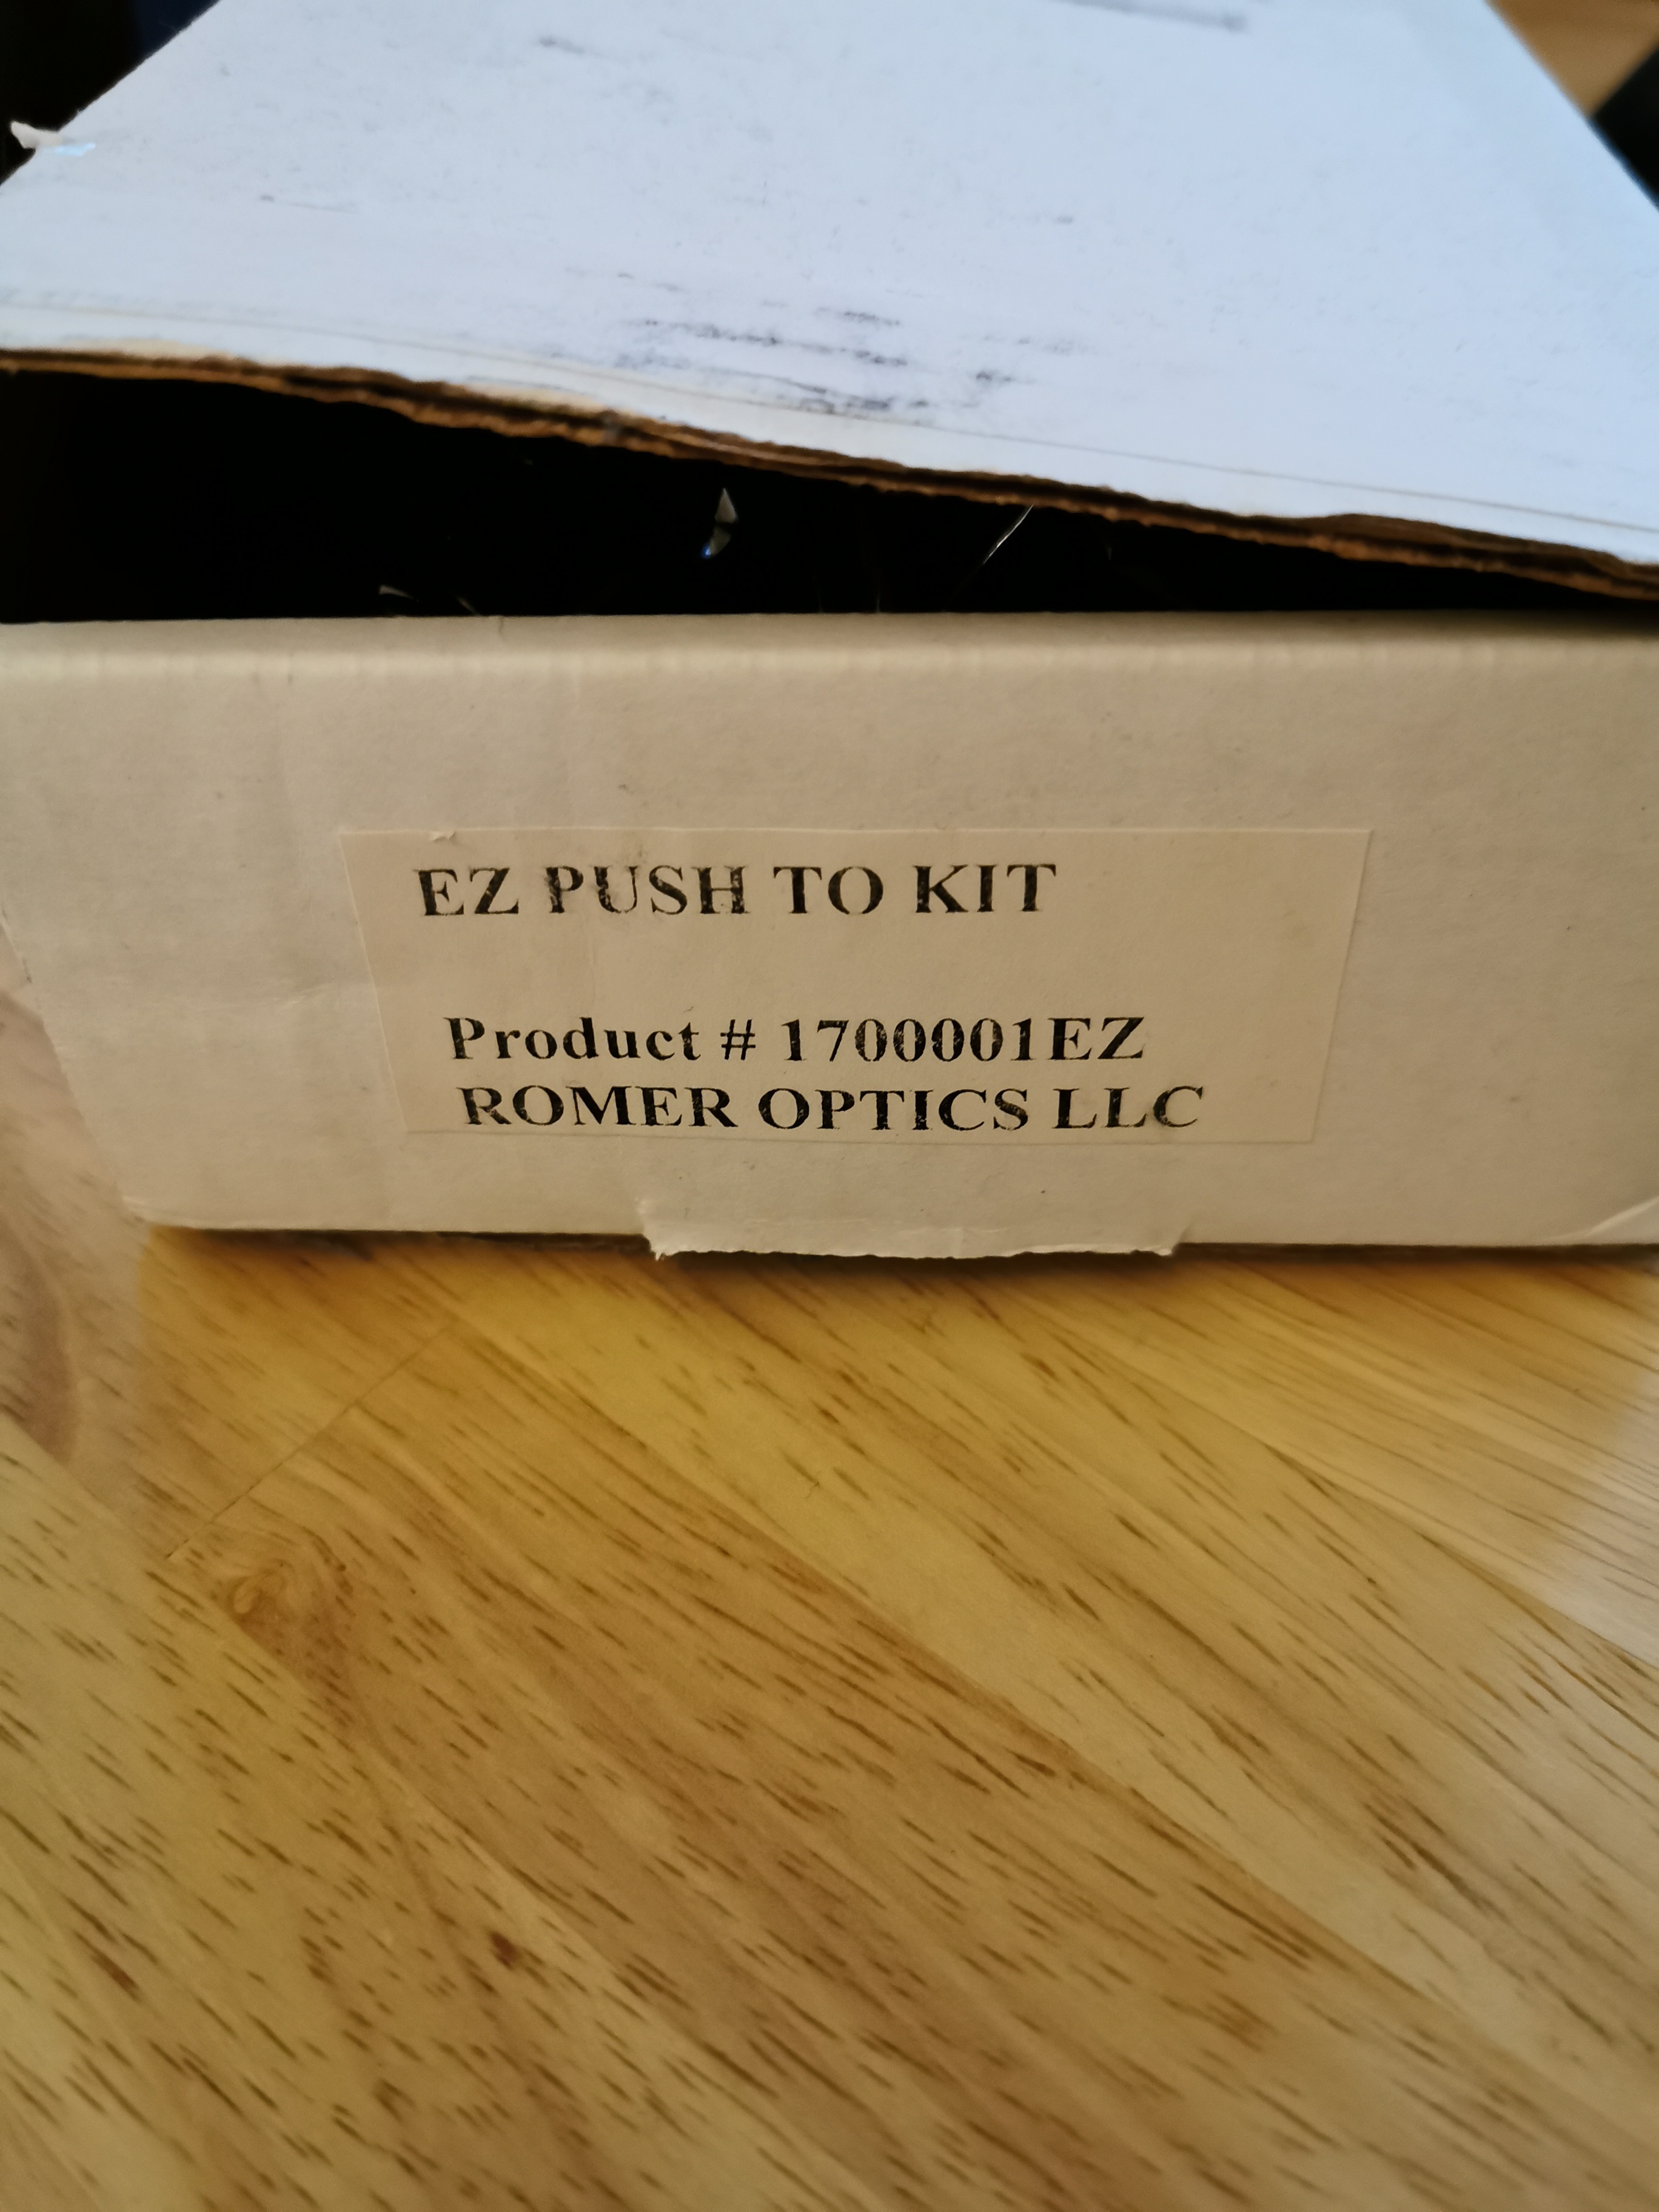 EZ PUSH TO KIT
Product # 1700001EZ
ROMER OPTICS LLC